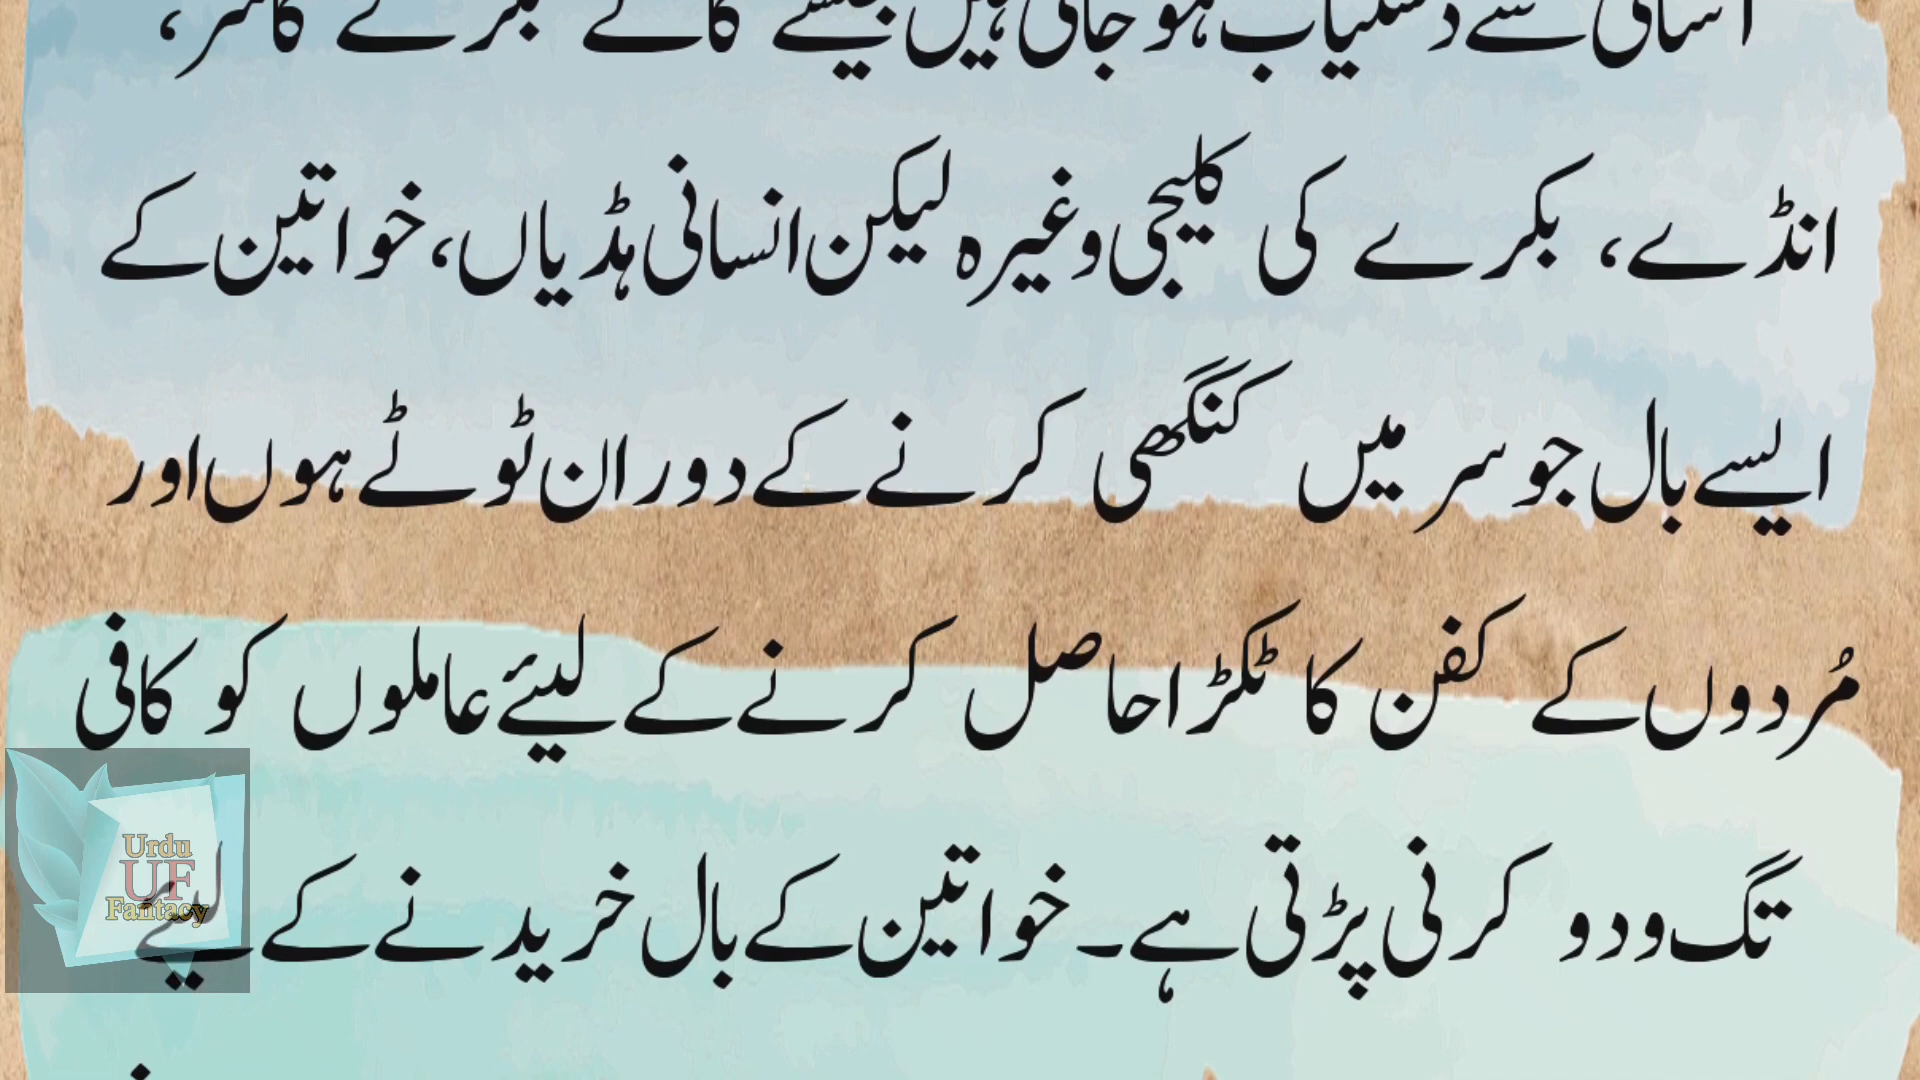 آسانی سے دستیاب ہو جاتی ہیں جیسے کالے بکرے کا سر،
انڈے، بکرے کی کلیجی وغیرہ لیکن انسانی ہڈیاں، خواتین کے
ایسے بال جو سر میں کنگھی کرنے کے دوران ٹوٹے ہوں اور
مُردوں کے کفن کا ٹکڑا حاصل کرنے کے لیئے عاملوں کو کافی
تگ و دو کرنی پڑتی ہے۔ خواتین کے بال خریدنے کے لیئے
Urdu
UF
Fantacy